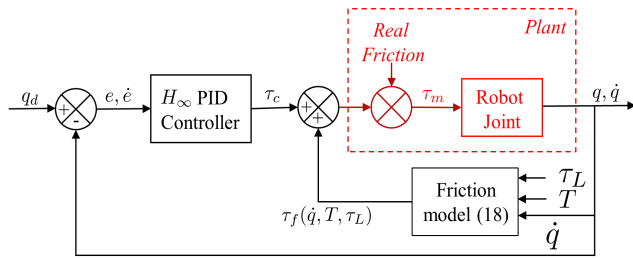 Real
Friction
Plant
q_d
+
-
e, ė
H∞ PID
Controller
τ_c
+
+
τ_m
Robot
Joint
q, q̇
Friction
model (18)
τ_L
T
q̇
τ_f(q̇, T, τ_L)